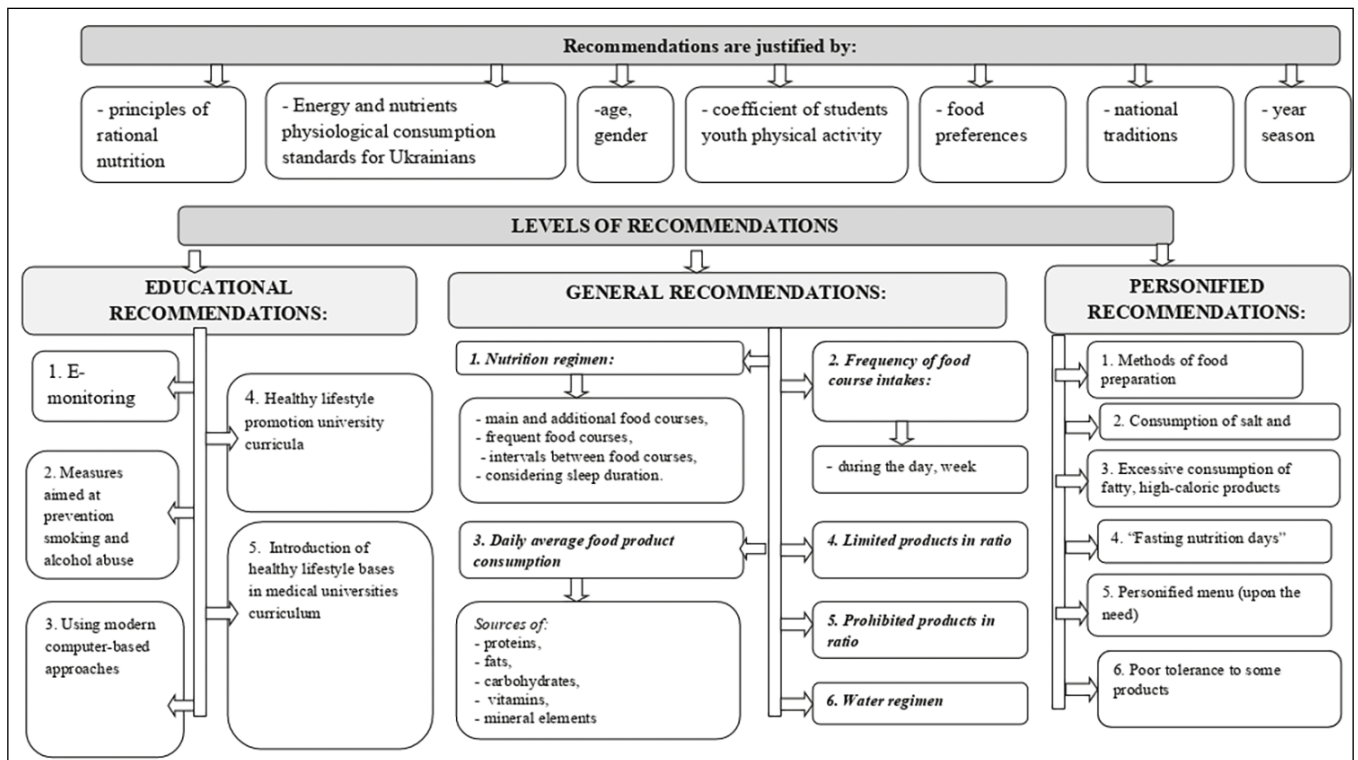 Recommendations are justified by:
- principles of
rational
nutrition
- Energy and nutrients
physiological consumption
standards for Ukrainians
-age,
gender
- coefficient of students
youth physical activity
- food
preferences
- national
traditions
- year
season
LEVELS OF RECOMMENDATIONS
EDUCATIONAL
RECOMMENDATIONS:
1. E-
monitoring
2. Measures
aimed at
prevention
smoking and
alcohol abuse
3. Using modern
computer-based
approaches
4. Healthy lifestyle
promotion university
curricula
5. Introduction of
healthy lifestyle bases
in medical universities
curriculum
GENERAL RECOMMENDATIONS:
1. Nutrition regimen:
- main and additional food courses,
- frequent food courses,
- intervals between food courses,
- considering sleep duration.
2. Frequency of food
course intakes:
- during the day, week
3. Daily average food product
consumption
Sources of:
- proteins,
- fats,
- carbohydrates,
- vitamins,
- mineral elements
4. Limited products in ratio
5. Prohibited products in
ratio
6. Water regimen
PERSONIFIED
RECOMMENDATIONS:
1. Methods of food
preparation
2. Consumption of salt and
3. Excessive consumption of
fatty, high-caloric products
4. “Fasting nutrition days”
5. Personified menu (upon the
need)
6. Poor tolerance to some
products